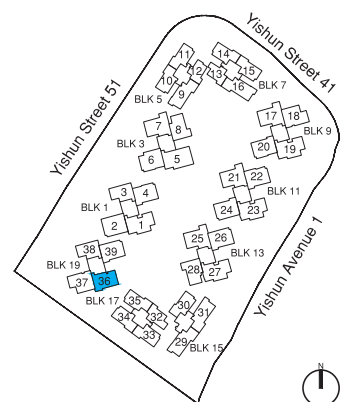 Yishun Street 41
Yishun Street 51
Yishun Avenue 1
11
12
10
9
BLK 5
14
13
15
16
BLK 7
7
8
BLK 3
6
5
17
18
BLK 9
20
19
3
4
BLK 1
2
1
21
22
BLK 11
24
23
38
39
BLK 19
37
36
BLK 17
25
26
BLK 13
28
27
35
34
32
33
30
31
29
BLK 15
N